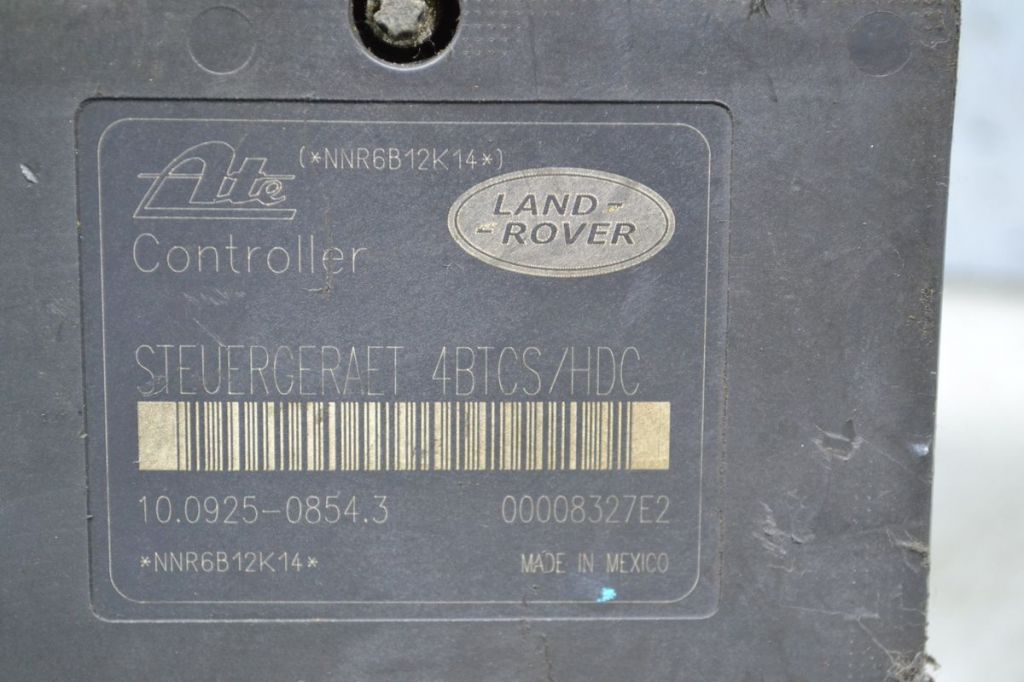 Ate (*NNR6B12K14*)
LAND-
-ROVER
Controller
STEUERGERAET 4BTCS/HDC
10.0925-0854.3 00008327E2
*NNR6B12K14* MADE IN MEXICO